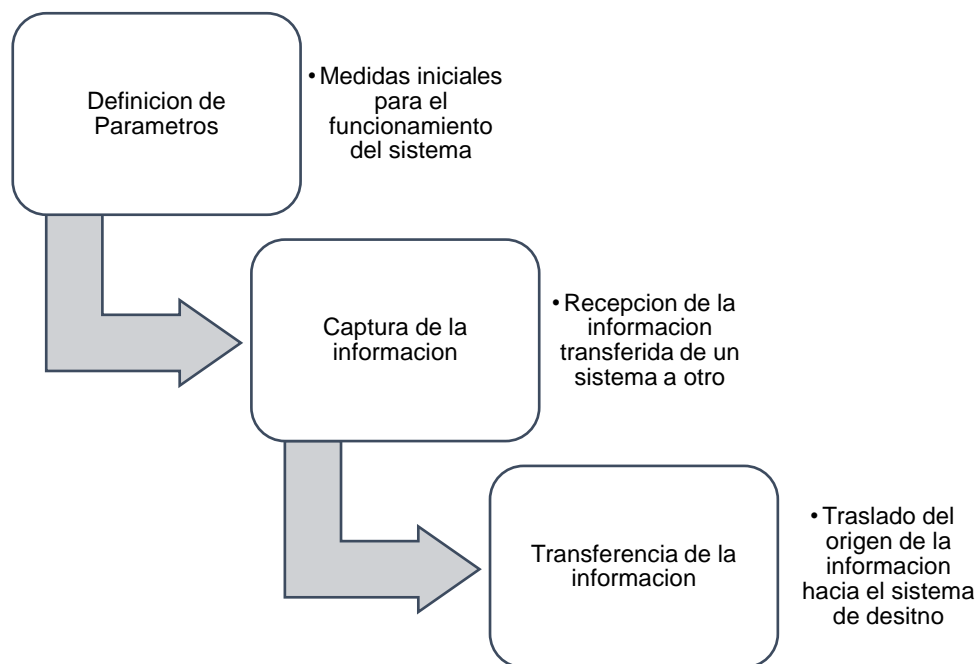 Definicion de
Parametros
• Medidas iniciales
para el
funcionamiento
del sistema
Captura de la
informacion
• Recepcion de la
informacion
transferida de un
sistema a otro
Transferencia de la
informacion
• Traslado del
origen de la
informacion
hacia el sistema
de desitno